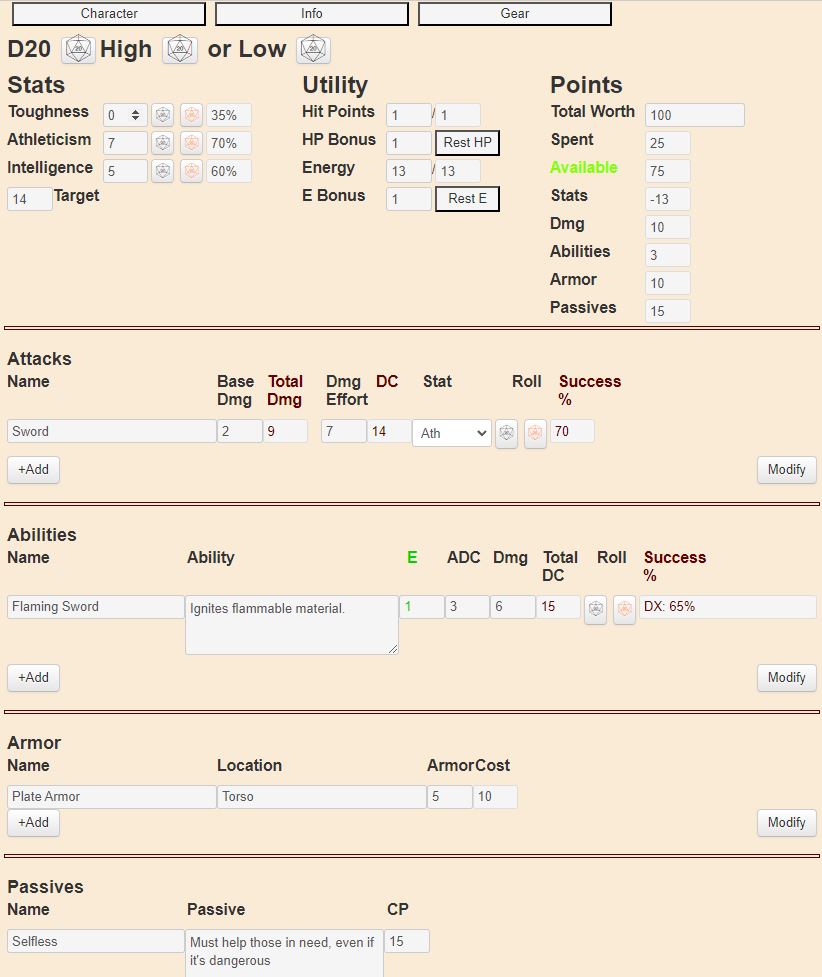 Character Info Gear
D20 High or Low
Stats Utility Points
Toughness 0 35% Hit Points 1 / 1 Total Worth 100
Athleticism 7 70% HP Bonus 1 Rest HP Spent 25
Intelligence 5 60% Energy 13 / 13 Available 75
14 Target E Bonus 1 Rest E Stats -13
Dmg 10
Abilities 3
Armor 10
Passives 15
Attacks
Name Base Total Dmg DC Stat Roll Success
Dmg Dmg Effort %
Sword 2 9 7 14 Ath 70
+Add Modify
Abilities
Name Ability E ADC Dmg Total Roll Success
DC %
Flaming Sword Ignites flammable material. 1 3 6 15 DX: 65%
+Add Modify
Armor
Name Location Armor Cost
Plate Armor Torso 5 10
+Add Modify
Passives
Name Passive CP
Selfless Must help those in need, even if 15
it's dangerous